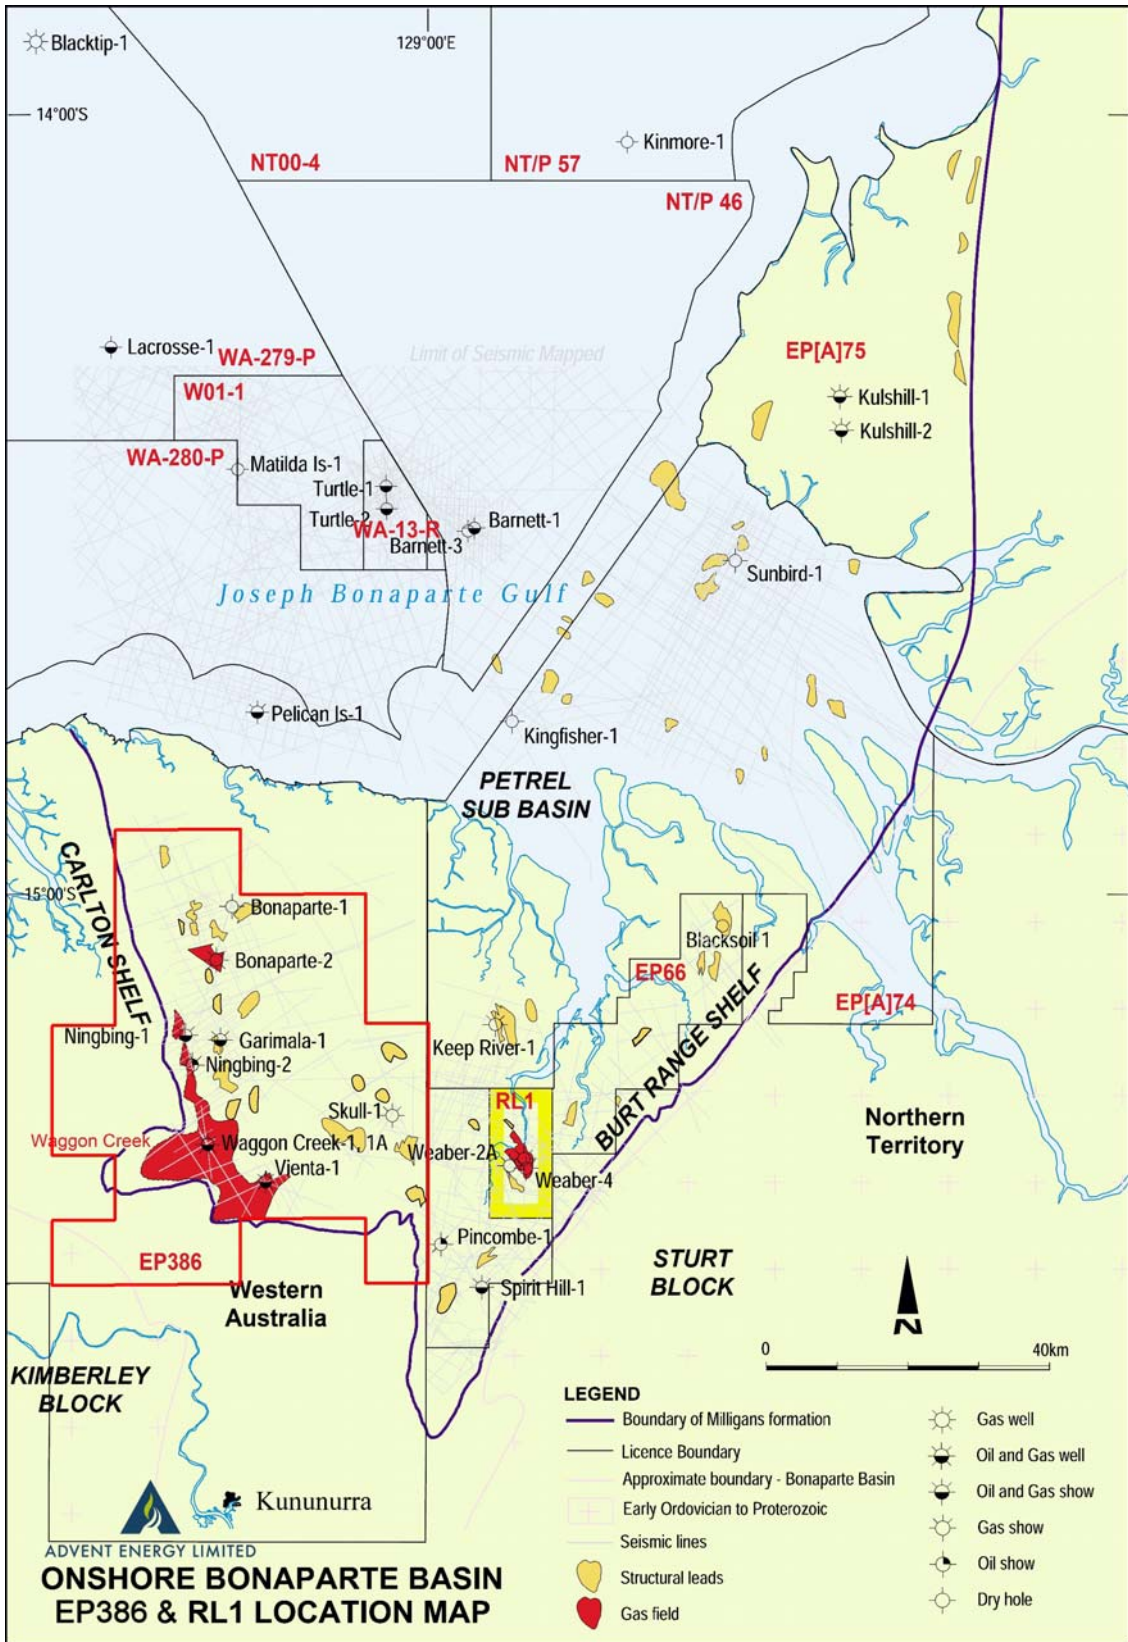 Blacktip-1
129°00'E
14°00'S
Kinmore-1
NT00-4
NT/P 57
NT/P 46
Lacrosse-1
WA-279-P
Limit of Seismic Mapped
EP[A]75
W01-1
Kulshill-1
Kulshill-2
WA-280-P
Matilda Is-1
Turtle-1
Turtle-2
WA-13-R
Barnett-1
Barnett-3
Sunbird-1
Joseph Bonaparte Gulf
Pelican Is-1
Kingfisher-1
PETREL
SUB BASIN
CARLTON SHELF
15°00'S
Bonaparte-1
Blacksoil 1
Bonaparte-2
EP66
EP[A]74
Ningbing-1
Garimala-1
Keep River-1
Ningbing-2
BURT RANGE SHELF
RL1
Skull-1
Northern
Territory
Waggon Creek
Waggon Creek-1, 1A
Weaber-2A
Vienta-1
Weaber-4
Pincombe-1
EP386
STURT
BLOCK
Western
Australia
Spirit Hill-1
N
0
40km
KIMBERLEY
BLOCK
LEGEND
Boundary of Milligans formation
Licence Boundary
Approximate boundary - Bonaparte Basin
Early Ordovician to Proterozoic
Seismic lines
Structural leads
Gas field
Gas well
Oil and Gas well
Oil and Gas show
Gas show
Oil show
Dry hole
Kununurra
ADVENT ENERGY LIMITED
ONSHORE BONAPARTE BASIN
EP386 & RL1 LOCATION MAP